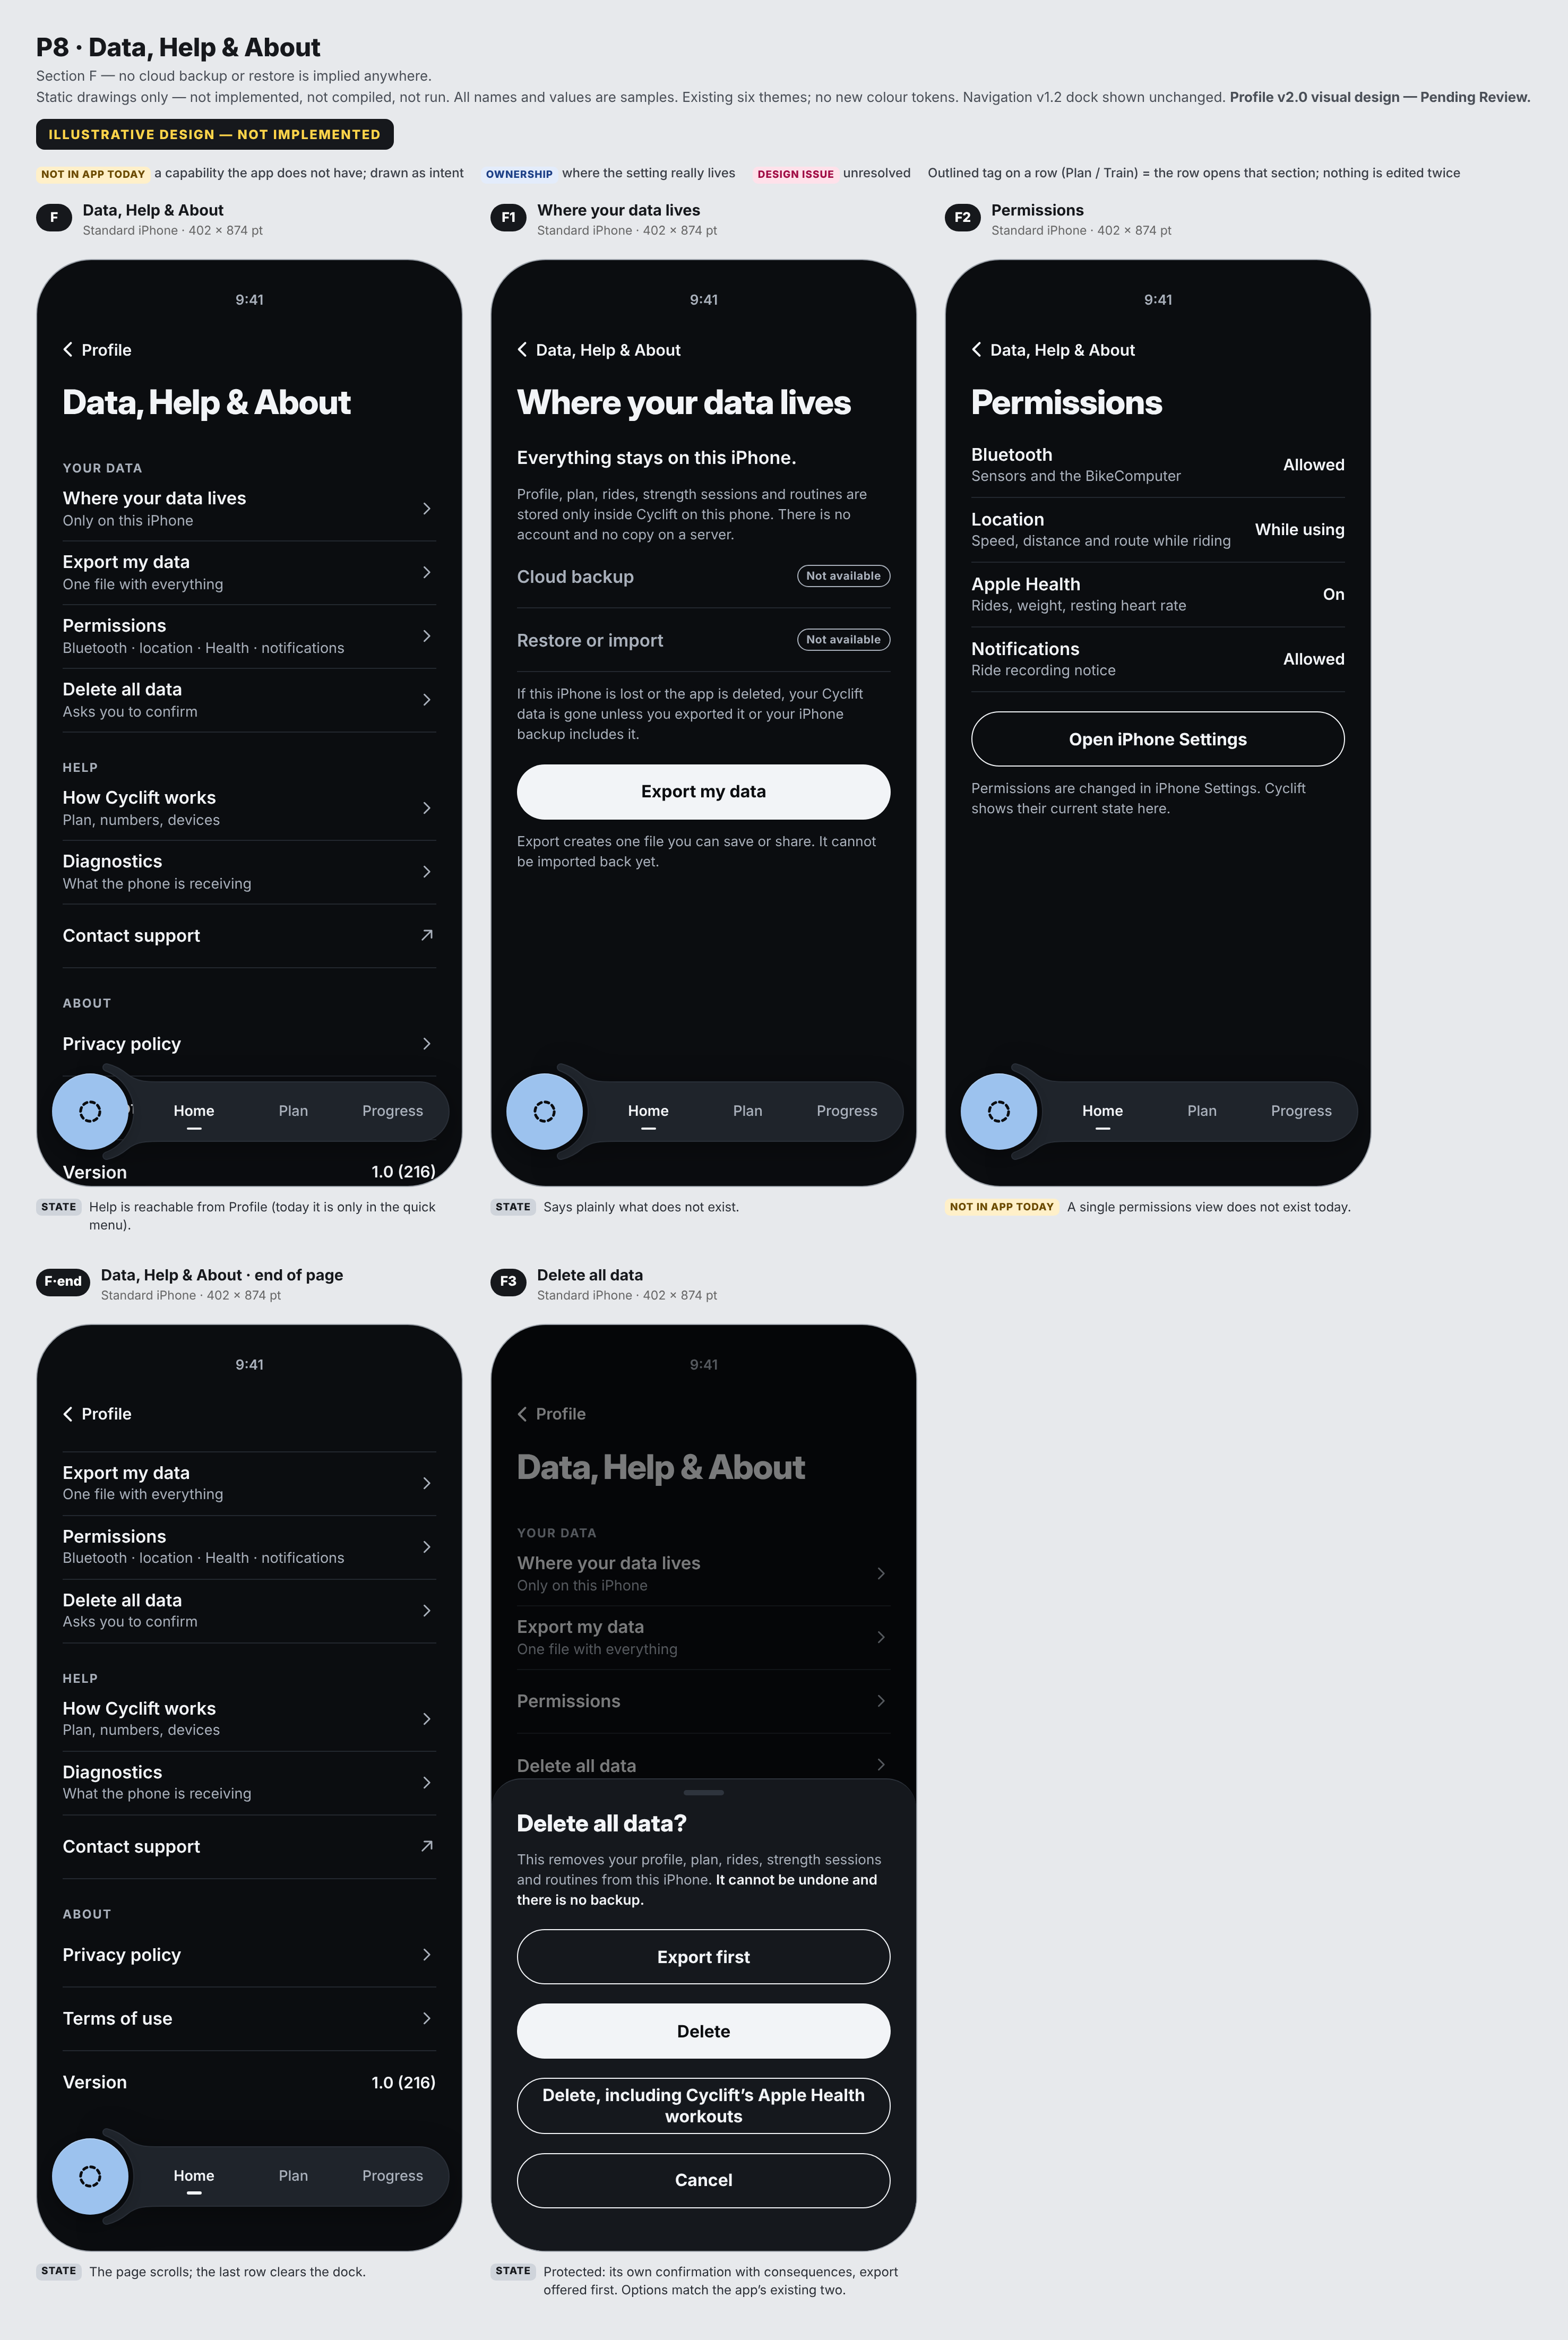 P8 · Data, Help & About
Section F — no cloud backup or restore is implied anywhere.
Static drawings only — not implemented, not compiled, not run. All names and values are samples. Existing six themes; no new colour tokens. Navigation v1.2 dock shown unchanged. Profile v2.0 visual design — Pending Review.
ILLUSTRATIVE DESIGN — NOT IMPLEMENTED
NOT IN APP TODAY a capability the app does not have; drawn as intent OWNERSHIP where the setting really lives DESIGN ISSUE unresolved Outlined tag on a row (Plan / Train) = the row opens that section; nothing is edited twice
F Data, Help & About
Standard iPhone · 402 × 874 pt
9:41
Profile
Data, Help & About
YOUR DATA
Where your data lives
Only on this iPhone
Export my data
One file with everything
Permissions
Bluetooth · location · Health · notifications
Delete all data
Asks you to confirm
HELP
How Cyclift works
Plan, numbers, devices
Diagnostics
What the phone is receiving
Contact support
ABOUT
Privacy policy
Home Plan Progress
Version 1.0 (216)
STATE Help is reachable from Profile (today it is only in the quick
menu).
F1 Where your data lives
Standard iPhone · 402 × 874 pt
9:41
Data, Help & About
Where your data lives
Everything stays on this iPhone.
Profile, plan, rides, strength sessions and routines are
stored only inside Cyclift on this phone. There is no
account and no copy on a server.
Cloud backup Not available
Restore or import Not available
If this iPhone is lost or the app is deleted, your Cyclift
data is gone unless you exported it or your iPhone
backup includes it.
Export my data
Export creates one file you can save or share. It cannot
be imported back yet.
Home Plan Progress
STATE Says plainly what does not exist.
F2 Permissions
Standard iPhone · 402 × 874 pt
9:41
Data, Help & About
Permissions
Bluetooth Allowed
Sensors and the BikeComputer
Location While using
Speed, distance and route while riding
Apple Health On
Rides, weight, resting heart rate
Notifications Allowed
Ride recording notice
Open iPhone Settings
Permissions are changed in iPhone Settings. Cyclift
shows their current state here.
Home Plan Progress
NOT IN APP TODAY A single permissions view does not exist today.
F·end Data, Help & About · end of page
Standard iPhone · 402 × 874 pt
9:41
Profile
Export my data
One file with everything
Permissions
Bluetooth · location · Health · notifications
Delete all data
Asks you to confirm
HELP
How Cyclift works
Plan, numbers, devices
Diagnostics
What the phone is receiving
Contact support
ABOUT
Privacy policy
Terms of use
Version 1.0 (216)
Home Plan Progress
STATE The page scrolls; the last row clears the dock.
F3 Delete all data
Standard iPhone · 402 × 874 pt
9:41
Profile
Data, Help & About
YOUR DATA
Where your data lives
Only on this iPhone
Export my data
One file with everything
Permissions
Delete all data
Delete all data?
This removes your profile, plan, rides, strength sessions
and routines from this iPhone. It cannot be undone and
there is no backup.
Export first
Delete
Delete, including Cyclift’s Apple Health
workouts
Cancel
STATE Protected: its own confirmation with consequences, export
offered first. Options match the app’s existing two.